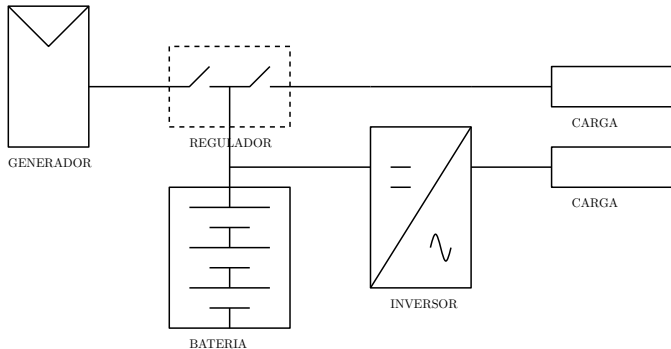 CARGA
REGULADOR
GENERADOR
CARGA
INVERSOR
BATERIA